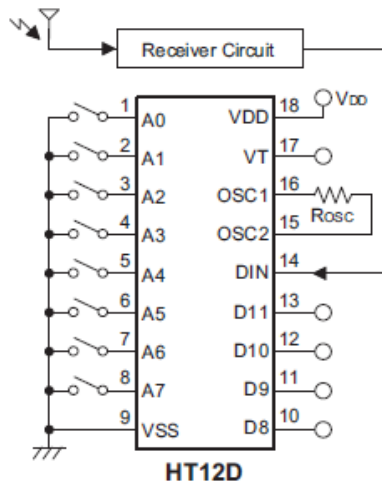 Receiver Circuit
1 A0 VDD 18 VDD
2 A1 VT 17
3 A2 OSC1 16
ROSC
4 A3 OSC2 15
5 A4 DIN 14
6 A5 D11 13
7 A6 D10 12
8 A7 D9 11
9 VSS D8 10
HT12D